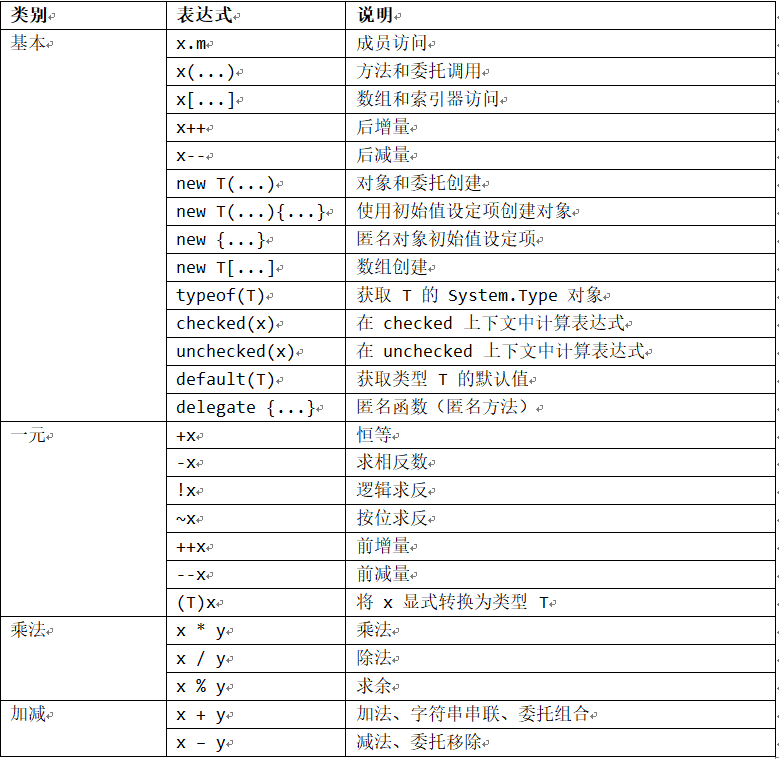 类别 表达式 说明
基本 x.m 成员访问
x(...) 方法和委托调用
x[...] 数组和索引器访问
x++ 后增量
x-- 后减量
new T(...) 对象和委托创建
new T(...){...} 使用初始值设定项创建对象
new {...} 匿名对象初始值设定项
new T[...] 数组创建
typeof(T) 获取 T 的 System.Type 对象
checked(x) 在 checked 上下文中计算表达式
unchecked(x) 在 unchecked 上下文中计算表达式
default(T) 获取类型 T 的默认值
delegate {...} 匿名函数（匿名方法）
一元 +x 恒等
-x 求相反数
!x 逻辑求反
~x 按位求反
++x 前增量
--x 前减量
(T)x 将 x 显式转换为类型 T
乘法 x * y 乘法
x / y 除法
x % y 求余
加减 x + y 加法、字符串串联、委托组合
x – y 减法、委托移除